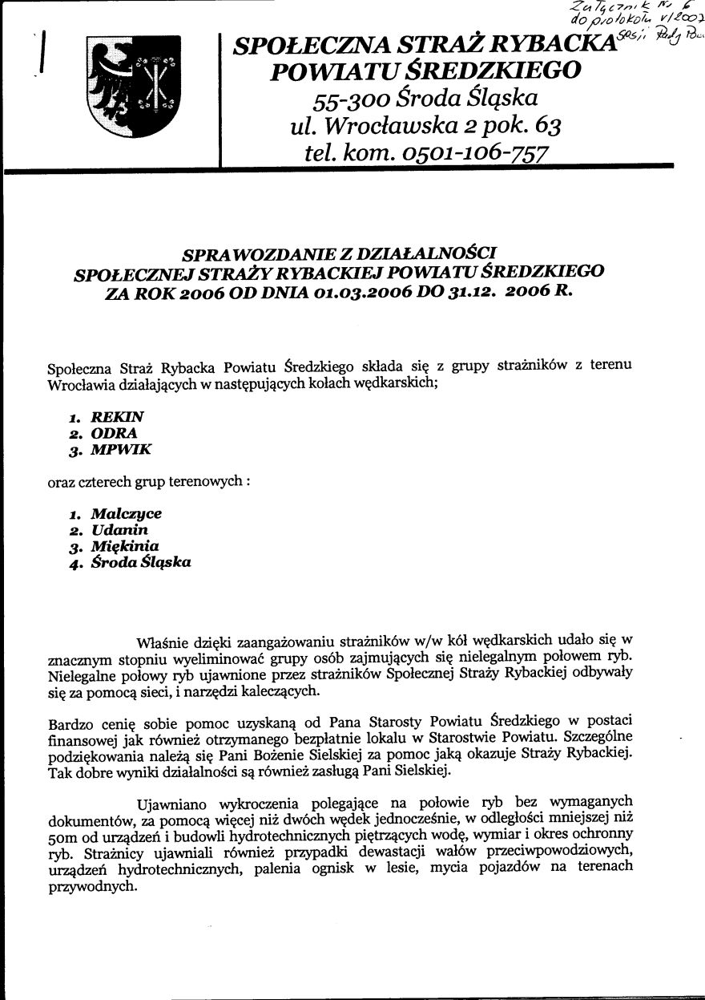 Załącznik Nr 6
do protokołu V/2007
sesji Rady
SPOŁECZNA STRAŻ RYBACKA
POWIATU ŚREDZKIEGO
55-300 Środa Śląska
ul. Wrocławska 2 pok. 63
tel. kom. 0501-106-757
SPRAWOZDANIE Z DZIAŁALNOŚCI
SPOŁECZNEJ STRAŻY RYBACKIEJ POWIATU ŚREDZKIEGO
ZA ROK 2006 OD DNIA 01.03.2006 DO 31.12. 2006 R.
Społeczna Straż Rybacka Powiatu Średzkiego składa się z grupy strażników z terenu
Wrocławia działających w następujących kołach wędkarskich;
1. REKIN
2. ODRA
3. MPWIK
oraz czterech grup terenowych :
1. Malczyce
2. Udanin
3. Miękinia
4. Środa Śląska
Właśnie dzięki zaangażowaniu strażników w/w kół wędkarskich udało się w
znacznym stopniu wyeliminować grupy osób zajmujących się nielegalnym połowem ryb.
Nielegalne połowy ryb ujawnione przez strażników Społecznej Straży Rybackiej odbywały
się za pomocą sieci, i narzędzi kaleczących.
Bardzo cenię sobie pomoc uzyskaną od Pana Starosty Powiatu Średzkiego w postaci
finansowej jak również otrzymanego bezpłatnie lokalu w Starostwie Powiatu. Szczególne
podziękowania należą się Pani Bożenie Sielskiej za pomoc jaką okazuje Straży Rybackiej.
Tak dobre wyniki działalności są również zasługą Pani Sielskiej.
Ujawniano wykroczenia polegające na połowie ryb bez wymaganych
dokumentów, za pomocą więcej niż dwóch wędek jednocześnie, w odległości mniejszej niż
50m od urządzeń i budowli hydrotechnicznych piętrzących wodę, wymiar i okres ochronny
ryb. Strażnicy ujawniali również przypadki dewastacji wałów przeciwpowodziowych,
urządzeń hydrotechnicznych, palenia ognisk w lesie, mycia pojazdów na terenach
przywodnych.